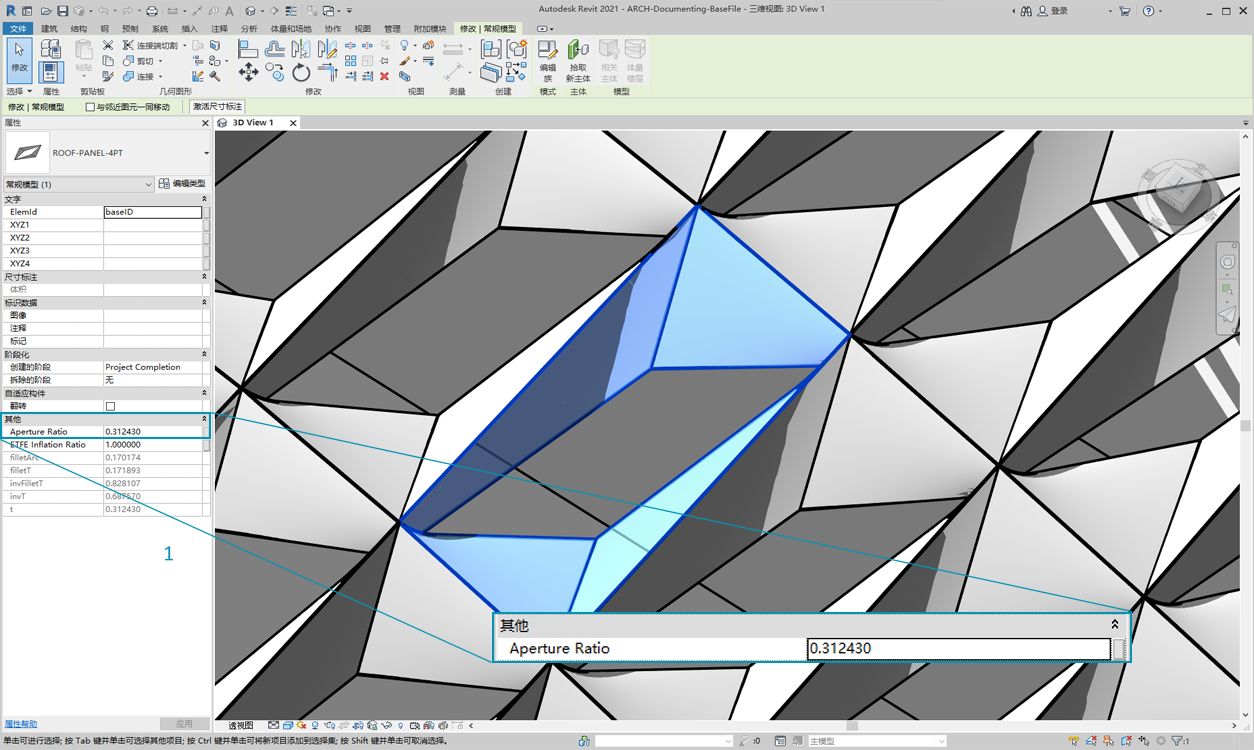 Autodesk Revit 2021 - ARCH-Documenting-BaseFile - 三维视图: 3D View 1
登录
文件 建筑 结构 钢 预制 系统 插入 注释 分析 体量和场地 协作 视图 管理 附加模块 修改 | 常规模型
修改
粘贴
连接端切割
剪切
连接
编辑族
拾取新主体
相关主体
体量楼层
选择 属性 剪贴板 几何图形 修改 视图 测量 创建 模式 主体 模型
修改 | 常规模型 与邻近图元一同移动 激活尺寸标注
属性
3D View 1
ROOF-PANEL-4PT
常规模型 (1) 编辑类型
文字
ElemId baseID
XYZ1
XYZ2
XYZ3
XYZ4
尺寸标注
体积
标识数据
图像
注释
标记
阶段化
创建的阶段 Project Completion
拆除的阶段 无
自适应构件
翻转
其他
Aperture Ratio 0.312430
ETFE Inflation Ratio 1.000000
filletArc 0.170174
filletT 0.171893
invFilletT 0.828107
invT 0.687570
t 0.312430
1
其他
Aperture Ratio 0.312430
属性帮助 应用
透视图
单击可进行选择; 按 Tab 键并单击可选择其他项目; 按 Ctrl 键并单击可将新项目添加到选择集; 按 Shift 键并单击可取消选择。
:0
主模型
:1